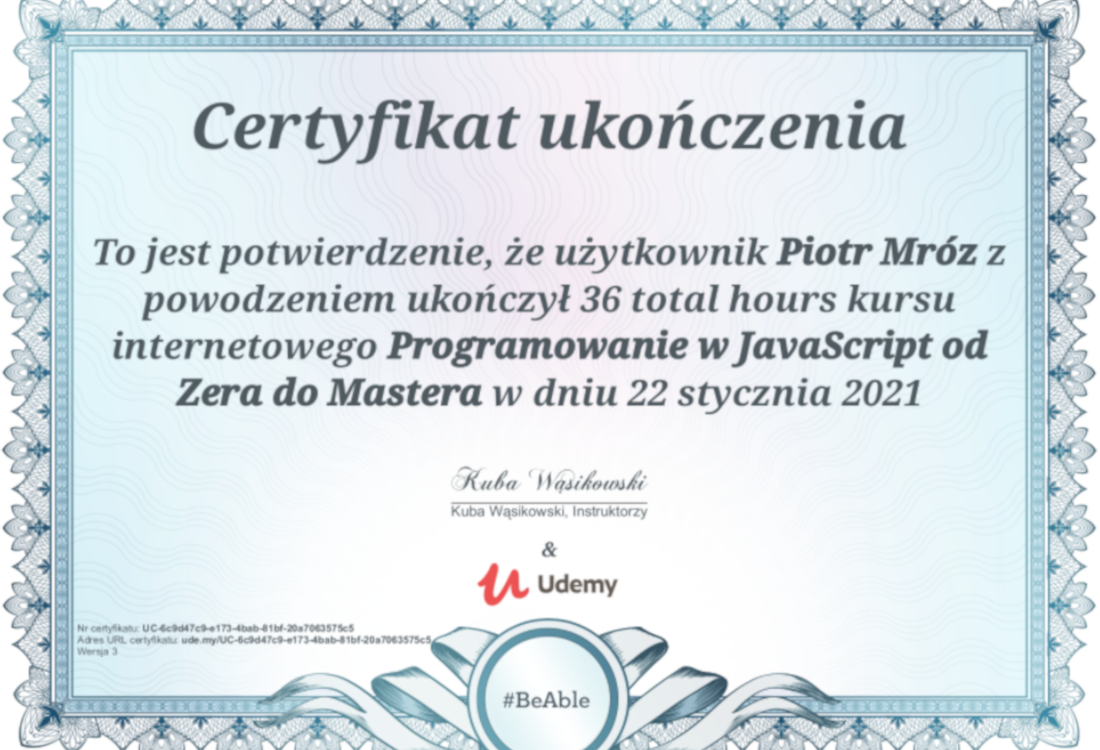 Certyfikat ukończenia
To jest potwierdzenie, że użytkownik Piotr Mróz z
powodzeniem ukończył 36 total hours kursu
internetowego Programowanie w JavaScript od
Zera do Mastera w dniu 22 stycznia 2021
Kuba Wąsikowski
Kuba Wąsikowski, Instruktorzy
&
Udemy
Nr certyfikatu: UC-6c9d47c9-e173-4bab-81bf-20a7063575c5
Adres URL certyfikatu: ude.my/UC-6c9d47c9-e173-4bab-81bf-20a7063575c5
Wersja 3
#BeAble